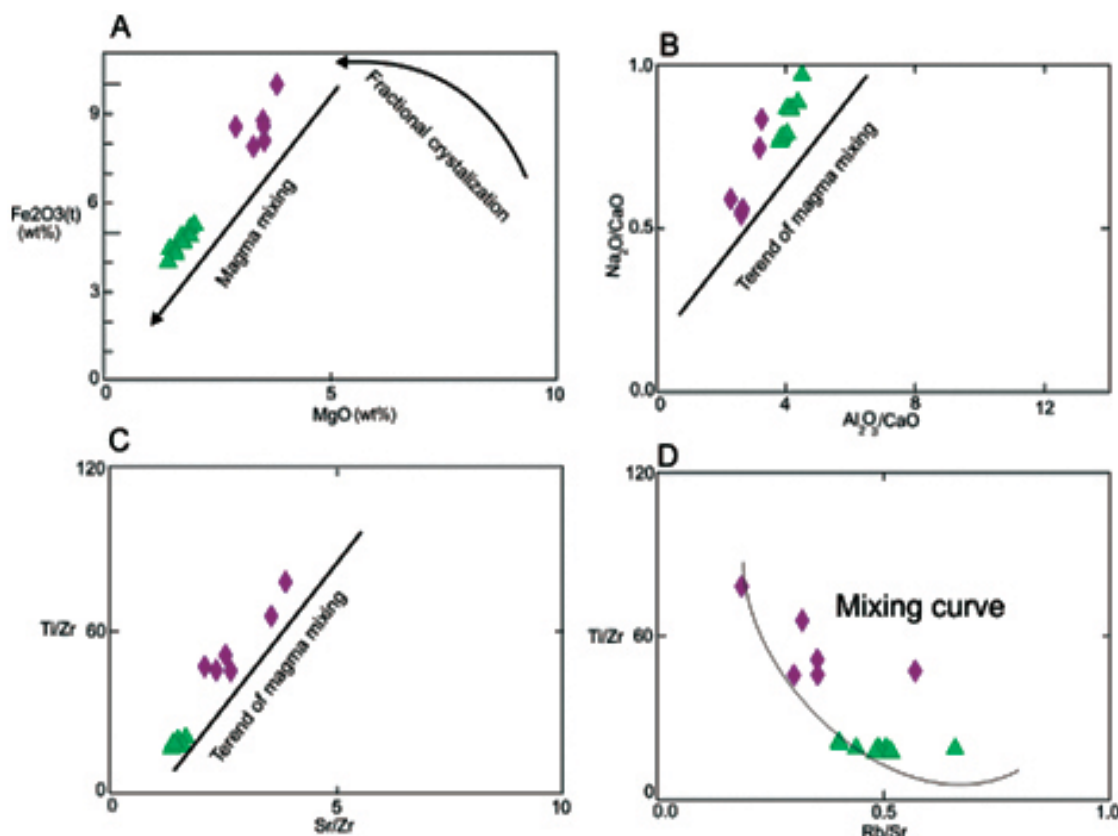 A
Fe2O3(t)
(wt%)
9
6
3
0
0
5
10
MgO (wt%)
Fractional crystalization
Magma mixing
B
Na2O/CaO
1.0
0.5
0.0
0
4
8
12
Al2O3/CaO
Terend of magma mixing
C
Ti/Zr
120
60
0
0
5
10
Sr/Zr
Terend of magma mixing
D
Ti/Zr
120
60
0
0.0
0.5
1.0
Rb/Sr
Mixing curve